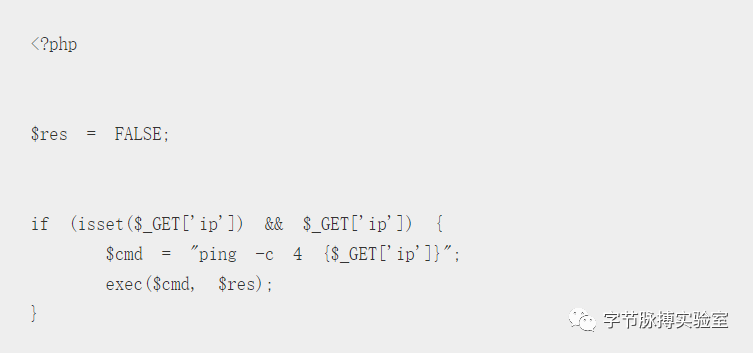 <?php
$res = FALSE;
if (isset($_GET['ip']) && $_GET['ip']) {
$cmd = "ping -c 4 {$_GET['ip']}";
exec($cmd, $res);
}
字节脉搏实验室